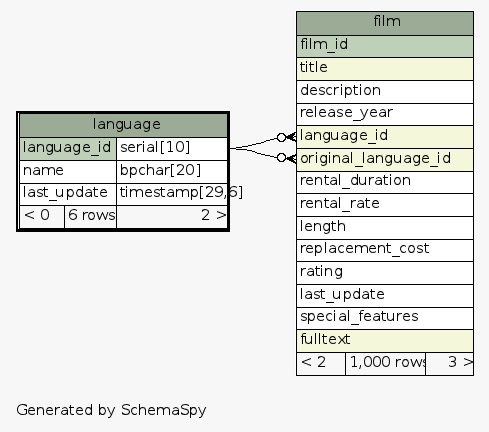 language
language_id serial[10]
name bpchar[20]
last_update timestamp[29,6]
< 0 6 rows 2 >
film
film_id
title
description
release_year
language_id
original_language_id
rental_duration
rental_rate
length
replacement_cost
rating
last_update
special_features
fulltext
< 2 1,000 rows 3 >
Generated by SchemaSpy